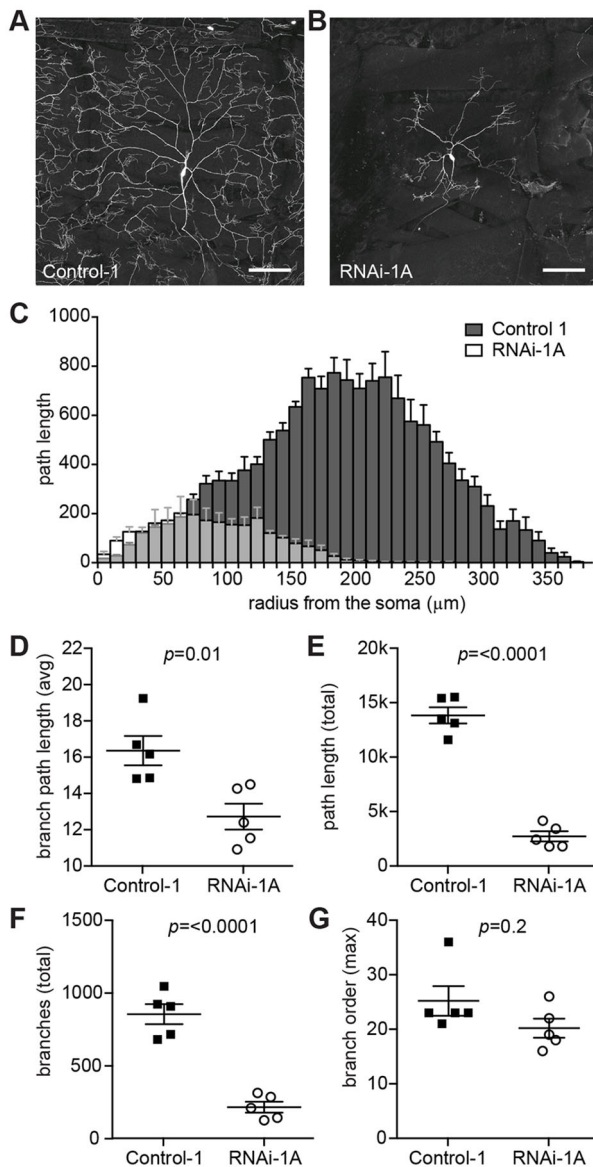 A
B
Control-1
RNAi-1A
C
1000
800
600
400
200
0
path length
Control 1
RNAi-1A
0 50 100 150 200 250 300 350
radius from the soma (μm)
D
p=0.01
22
20
18
16
14
12
10
branch path length (avg)
Control-1 RNAi-1A
E
p=<0.0001
20k
15k
10k
5k
0
path length (total)
Control-1 RNAi-1A
F
p=<0.0001
1500
1000
500
0
branches (total)
Control-1 RNAi-1A
G
p=0.2
40
30
20
10
0
branch order (max)
Control-1 RNAi-1A